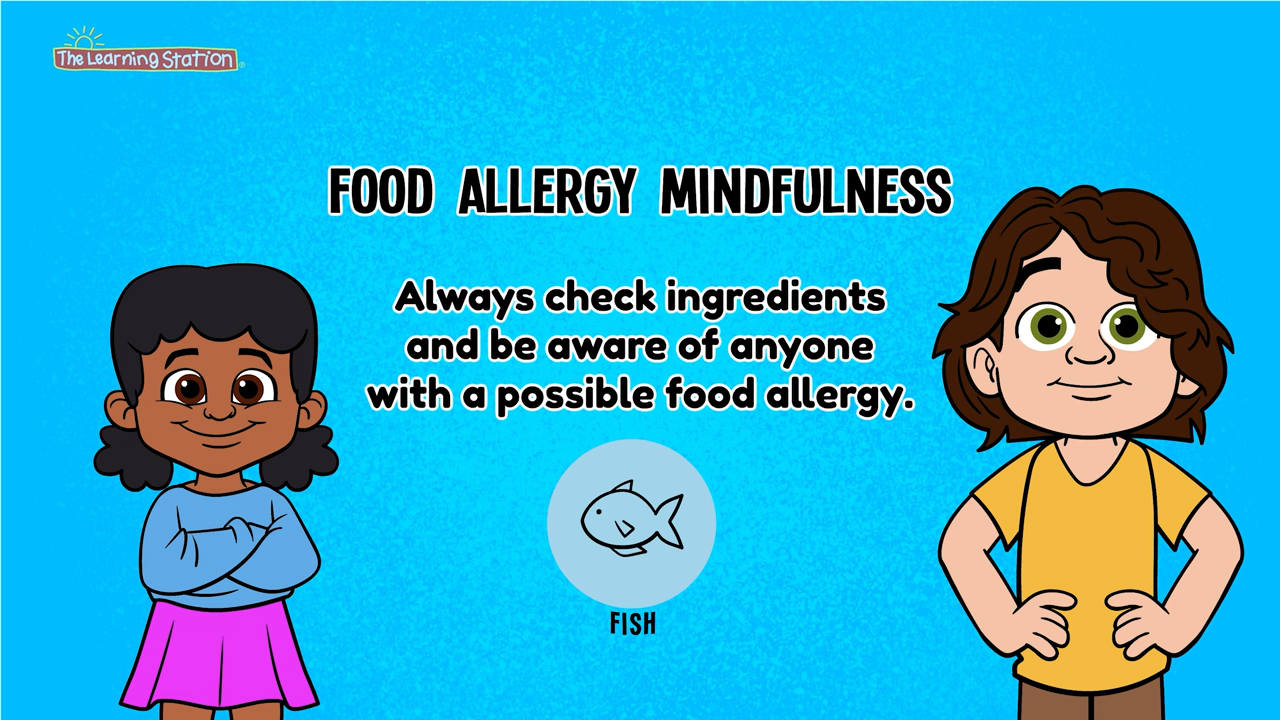 The Learning Station®
FOOD ALLERGY MINDFULNESS
Always check ingredients
and be aware of anyone
with a possible food allergy.
FISH